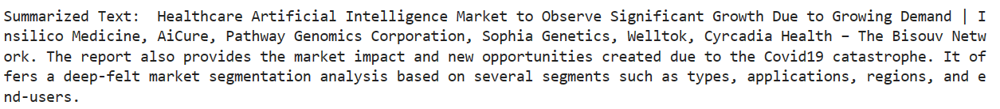 Summarized Text:  Healthcare Artificial Intelligence Market to Observe Significant Growth Due to Growing Demand | I
nsilico Medicine, AiCure, Pathway Genomics Corporation, Sophia Genetics, Welltok, Cyrcadia Health – The Bisouv Netw
ork. The report also provides the market impact and new opportunities created due to the Covid19 catastrophe. It of
fers a deep-felt market segmentation analysis based on several segments such as types, applications, regions, and e
nd-users.